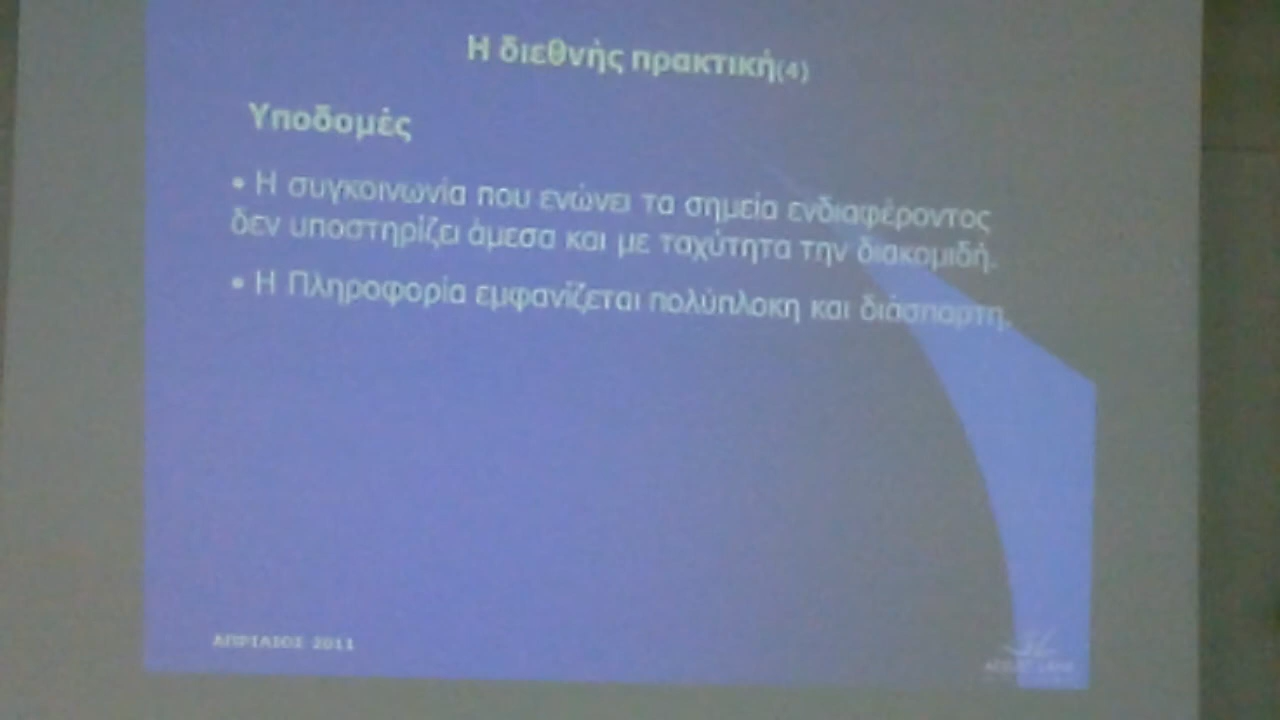 Η διεθνής πρακτική(4)
Υποδομές
• Η συγκοινωνία που ενώνει τα σημεία ενδιαφέροντος
δεν υποστηρίζει άμεσα και με ταχύτητα την διακομιδή.
• Η Πληροφορία εμφανίζεται πολύπλοκη και διάσπαρτη.
ΑΠΡΙΛΙΟΣ 2011